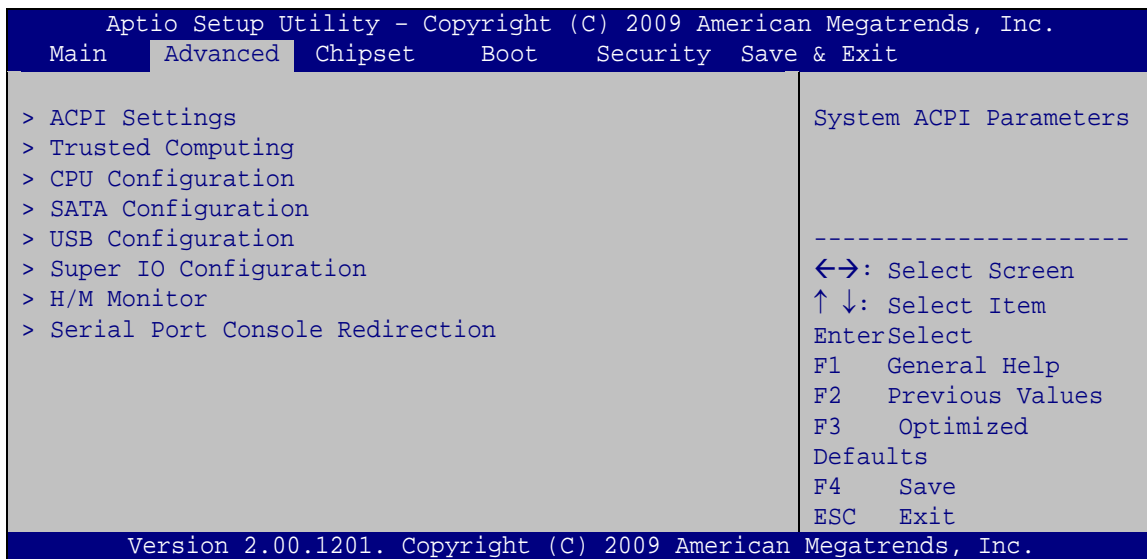 Aptio Setup Utility – Copyright (C) 2009 American Megatrends, Inc.
Main Advanced Chipset Boot Security Save & Exit
> ACPI Settings
> Trusted Computing
> CPU Configuration
> SATA Configuration
> USB Configuration
> Super IO Configuration
> H/M Monitor
> Serial Port Console Redirection
System ACPI Parameters
----------------------
←→: Select Screen
↑ ↓: Select Item
EnterSelect
F1 General Help
F2 Previous Values
F3 Optimized
Defaults
F4 Save
ESC Exit
Version 2.00.1201. Copyright (C) 2009 American Megatrends, Inc.